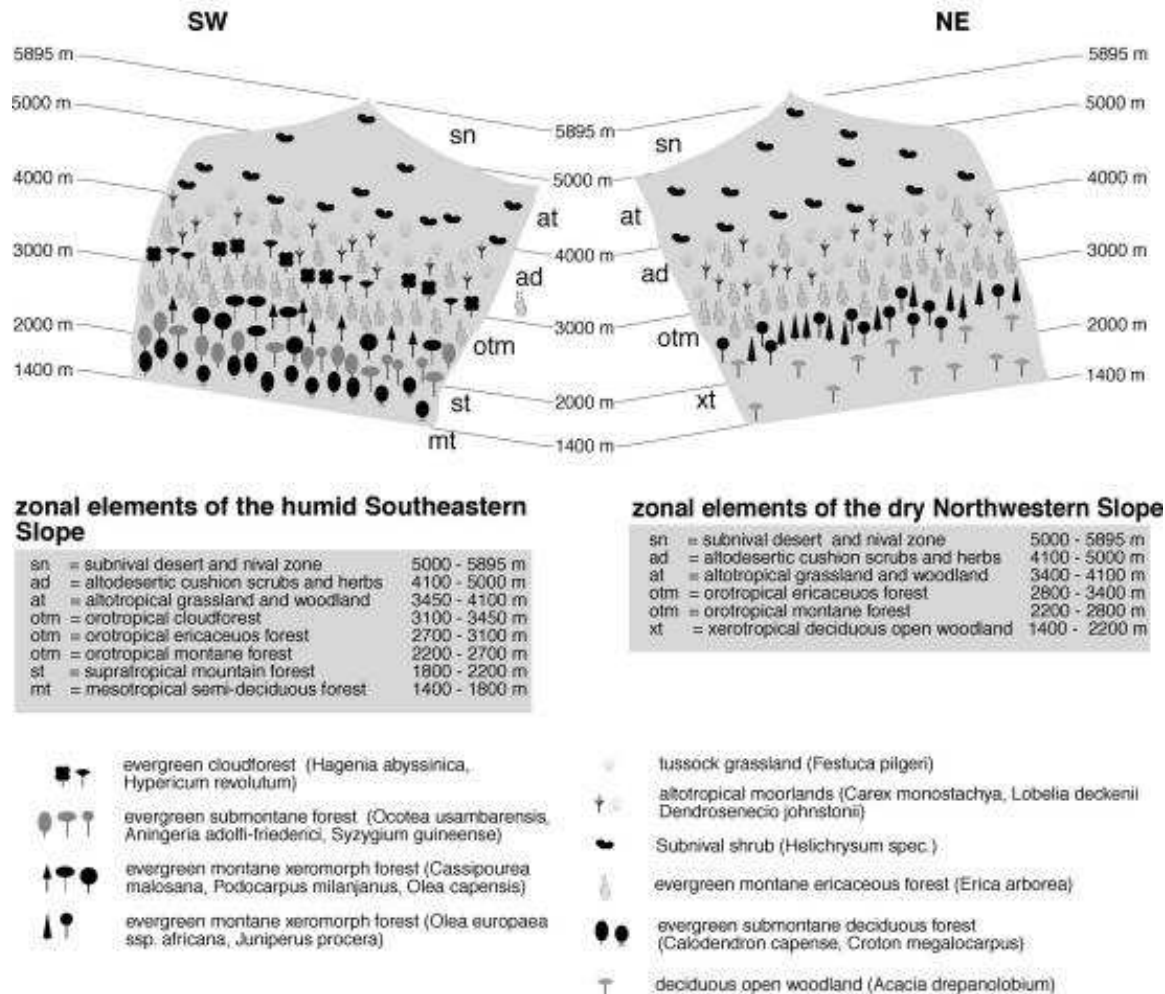 SW
NE
5895 m
5000 m
4000 m
3000 m
2000 m
1400 m
sn
at
ad
otm
st
mt
5895 m
5000 m
4000 m
3000 m
2000 m
1400 m
sn
at
ad
otm
xt
5895 m
5000 m
4000 m
3000 m
2000 m
1400 m
zonal elements of the humid Southeastern
Slope
sn = subnival desert and nival zone 5000 - 5895 m
ad = altodesertic cushion scrubs and herbs 4100 - 5000 m
at = altotropical grassland and woodland 3450 - 4100 m
otm = orotropical cloudforest 3100 - 3450 m
otm = orotropical ericaceuos forest 2700 - 3100 m
otm = orotropical montane forest 2200 - 2700 m
st = supratropical mountain forest 1800 - 2200 m
mt = mesotropical semi-deciduous forest 1400 - 1800 m
zonal elements of the dry Northwestern Slope
sn = subnival desert and nival zone 5000 - 5895 m
ad = altodesertic cushion scrubs and herbs 4100 - 5000 m
at = altotropical grassland and woodland 3400 - 4100 m
otm = orotropical ericaceuos forest 2800 - 3400 m
otm = orotropical montane forest 2200 - 2800 m
xt = xerotropical deciduous open woodland 1400 - 2200 m
evergreen cloudforest (Hagenia abyssinica,
Hypericum revolutum)
evergreen submontane forest (Ocotea usambarensis,
Aningeria adolfi-friederici, Syzygium guineense)
evergreen montane xeromorph forest (Cassipourea
malosana, Podocarpus milanjanus, Olea capensis)
evergreen montane xeromorph forest (Olea europaea
ssp. africana, Juniperus procera)
tussock grassland (Festuca pilgeri)
altotropical moorlands (Carex monostachya, Lobelia deckenii
Dendrosenecio johnstonii)
Subnival shrub (Helichrysum spec.)
evergreen montane ericaceous forest (Erica arborea)
evergreen submontane deciduous forest
(Calodendron capense, Croton megalocarpus)
deciduous open woodland (Acacia drepanolobium)